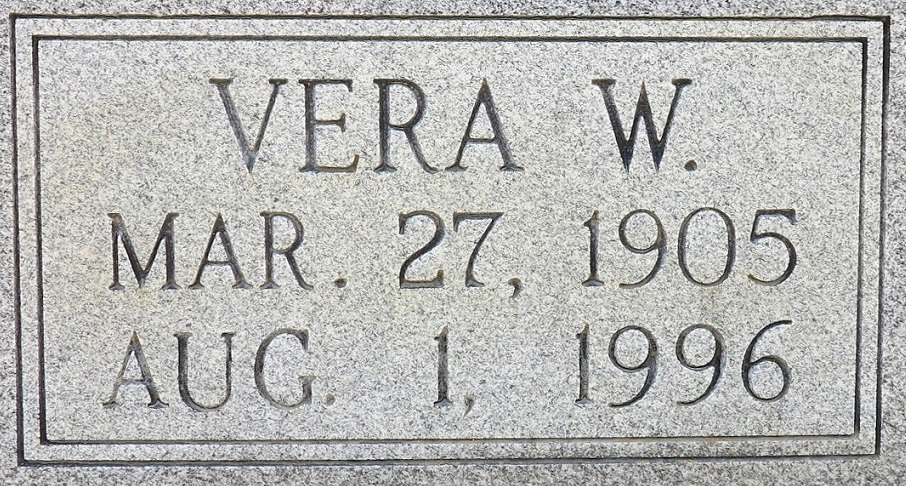 VERA W.
MAR. 27, 1905
AUG. 1, 1996